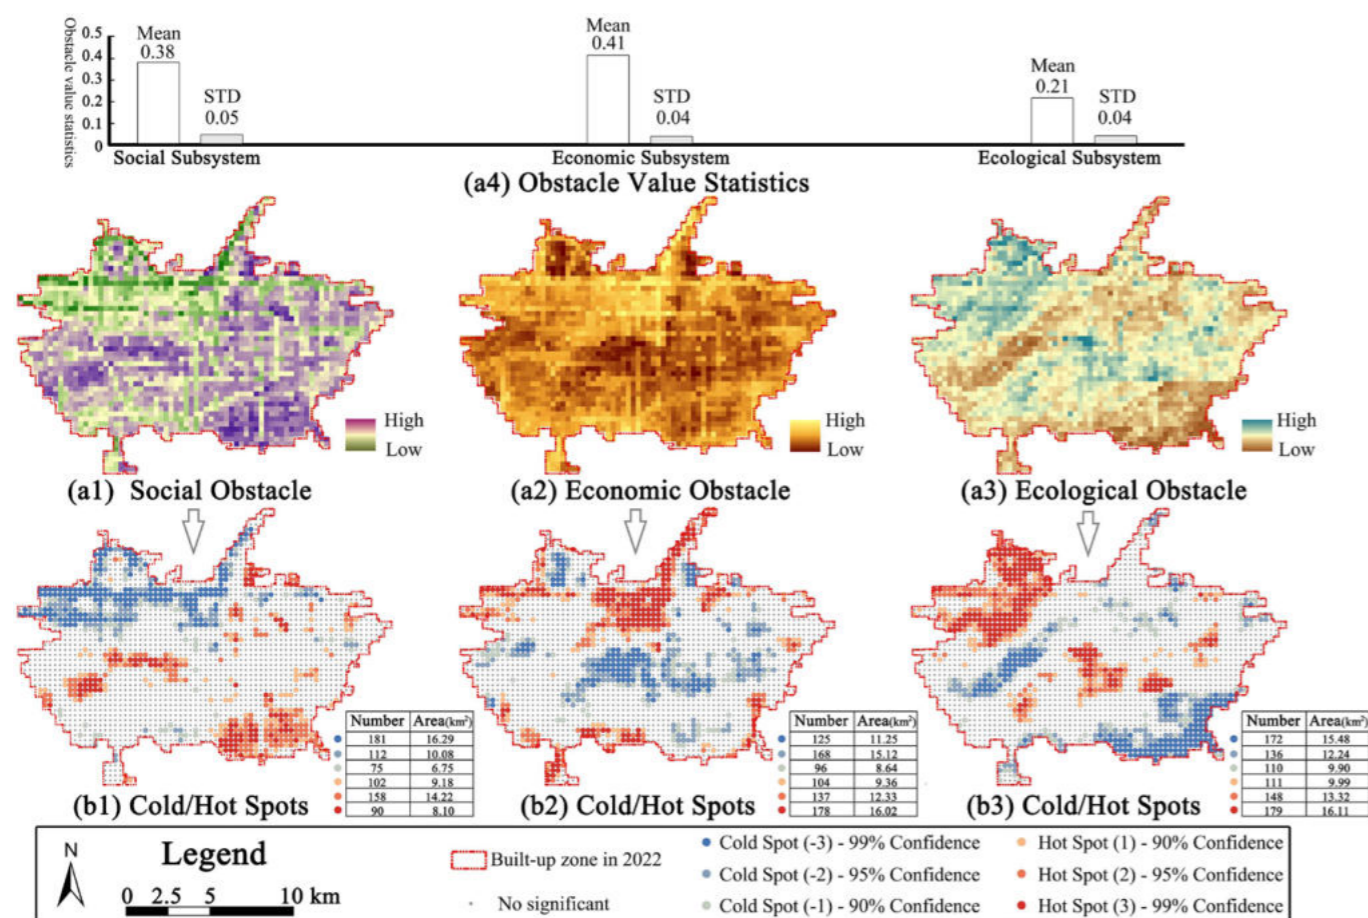 Obstacle value statistics
0.5
0.4
0.3
0.2
0.1
0
Mean
0.38
STD
0.05
Mean
0.41
STD
0.04
Mean
0.21
STD
0.04
Social Subsystem
Economic Subsystem
Ecological Subsystem
(a4) Obstacle Value Statistics
High
Low
High
Low
High
Low
(a1) Social Obstacle
(a2) Economic Obstacle
(a3) Ecological Obstacle
Number Area(km²)
181 16.29
112 10.08
75 6.75
102 9.18
158 14.22
90 8.10
Number Area(km²)
125 11.25
168 15.12
96 8.64
104 9.36
137 12.33
178 16.02
Number Area(km²)
172 15.48
136 12.24
110 9.90
111 9.99
148 13.32
179 16.11
(b1) Cold/Hot Spots
(b2) Cold/Hot Spots
(b3) Cold/Hot Spots
N
Legend
0 2.5 5 10 km
Built-up zone in 2022
No significant
Cold Spot (-3) - 99% Confidence
Cold Spot (-2) - 95% Confidence
Cold Spot (-1) - 90% Confidence
Hot Spot (1) - 90% Confidence
Hot Spot (2) - 95% Confidence
Hot Spot (3) - 99% Confidence